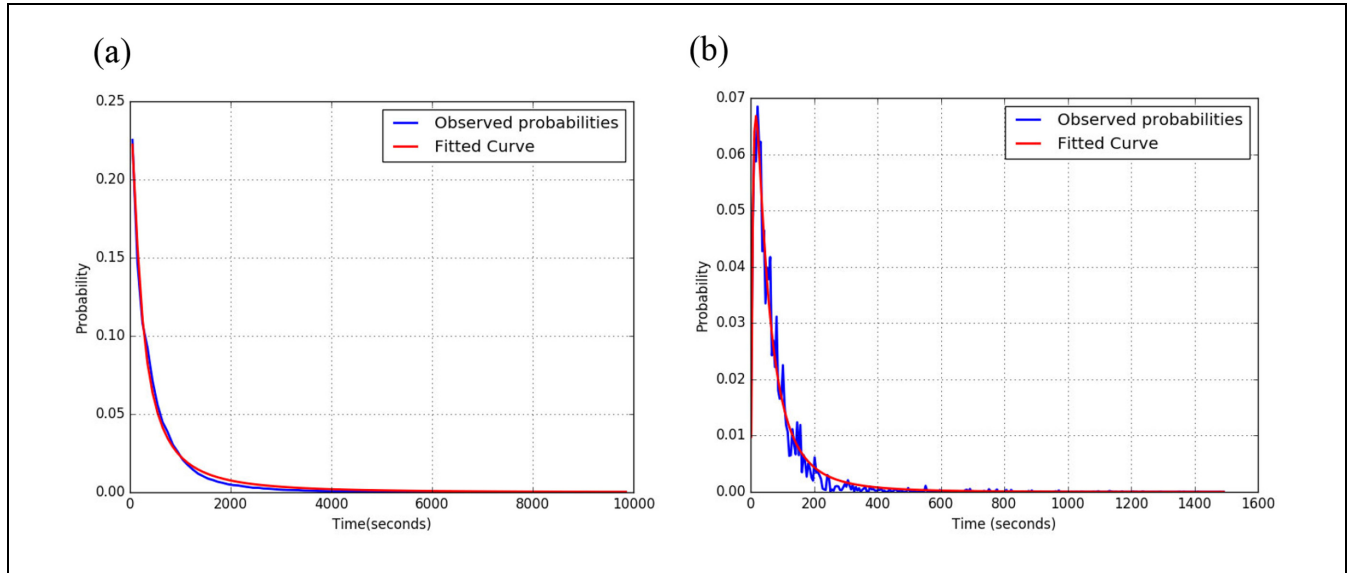 (a)
0.25
0.20
0.15
0.10
0.05
0.00
Probability
Observed probabilities
Fitted Curve
0 2000 4000 6000 8000 10000
Time(seconds)
(b)
0.07
0.06
0.05
0.04
0.03
0.02
0.01
0.00
Probability
Observed probabilities
Fitted Curve
0 200 400 600 800 1000 1200 1400 1600
Time (seconds)